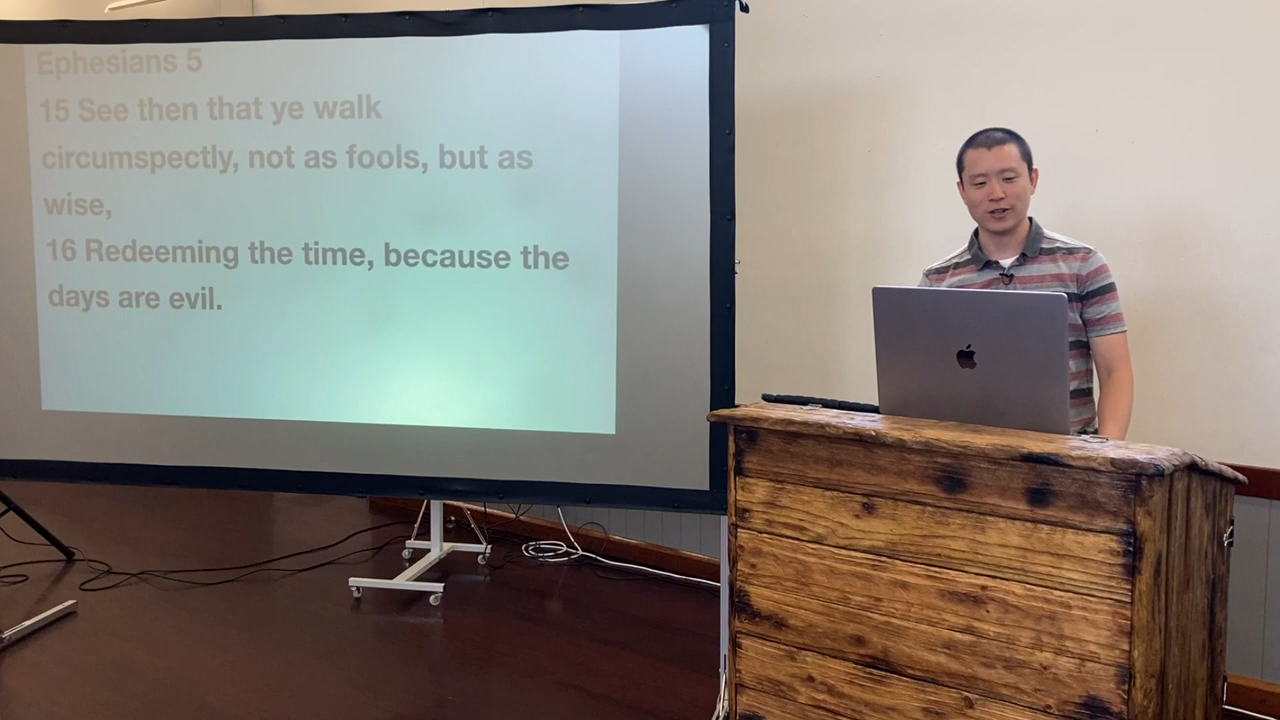 Ephesians 5
15 See then that ye walk
circumspectly, not as fools, but as
wise,
16 Redeeming the time, because the
days are evil.